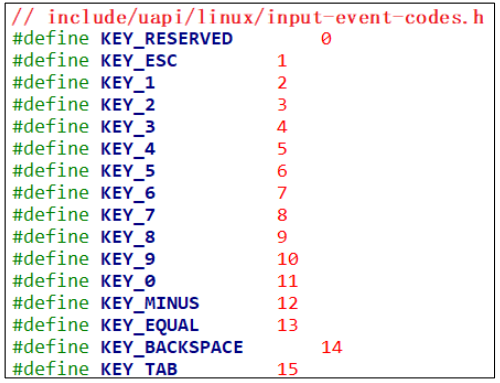 // include/uapi/linux/input-event-codes.h
#define KEY_RESERVED 0
#define KEY_ESC 1
#define KEY_1 2
#define KEY_2 3
#define KEY_3 4
#define KEY_4 5
#define KEY_5 6
#define KEY_6 7
#define KEY_7 8
#define KEY_8 9
#define KEY_9 10
#define KEY_0 11
#define KEY_MINUS 12
#define KEY_EQUAL 13
#define KEY_BACKSPACE 14
#define KEY_TAB 15